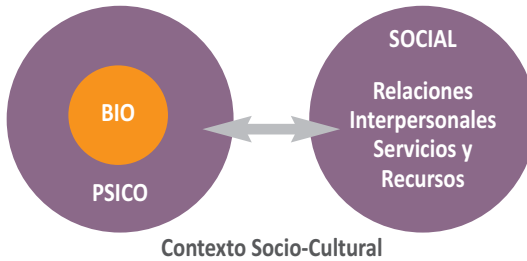 BIO
PSICO
SOCIAL
Relaciones
Interpersonales
Servicios y
Recursos
Contexto Socio-Cultural